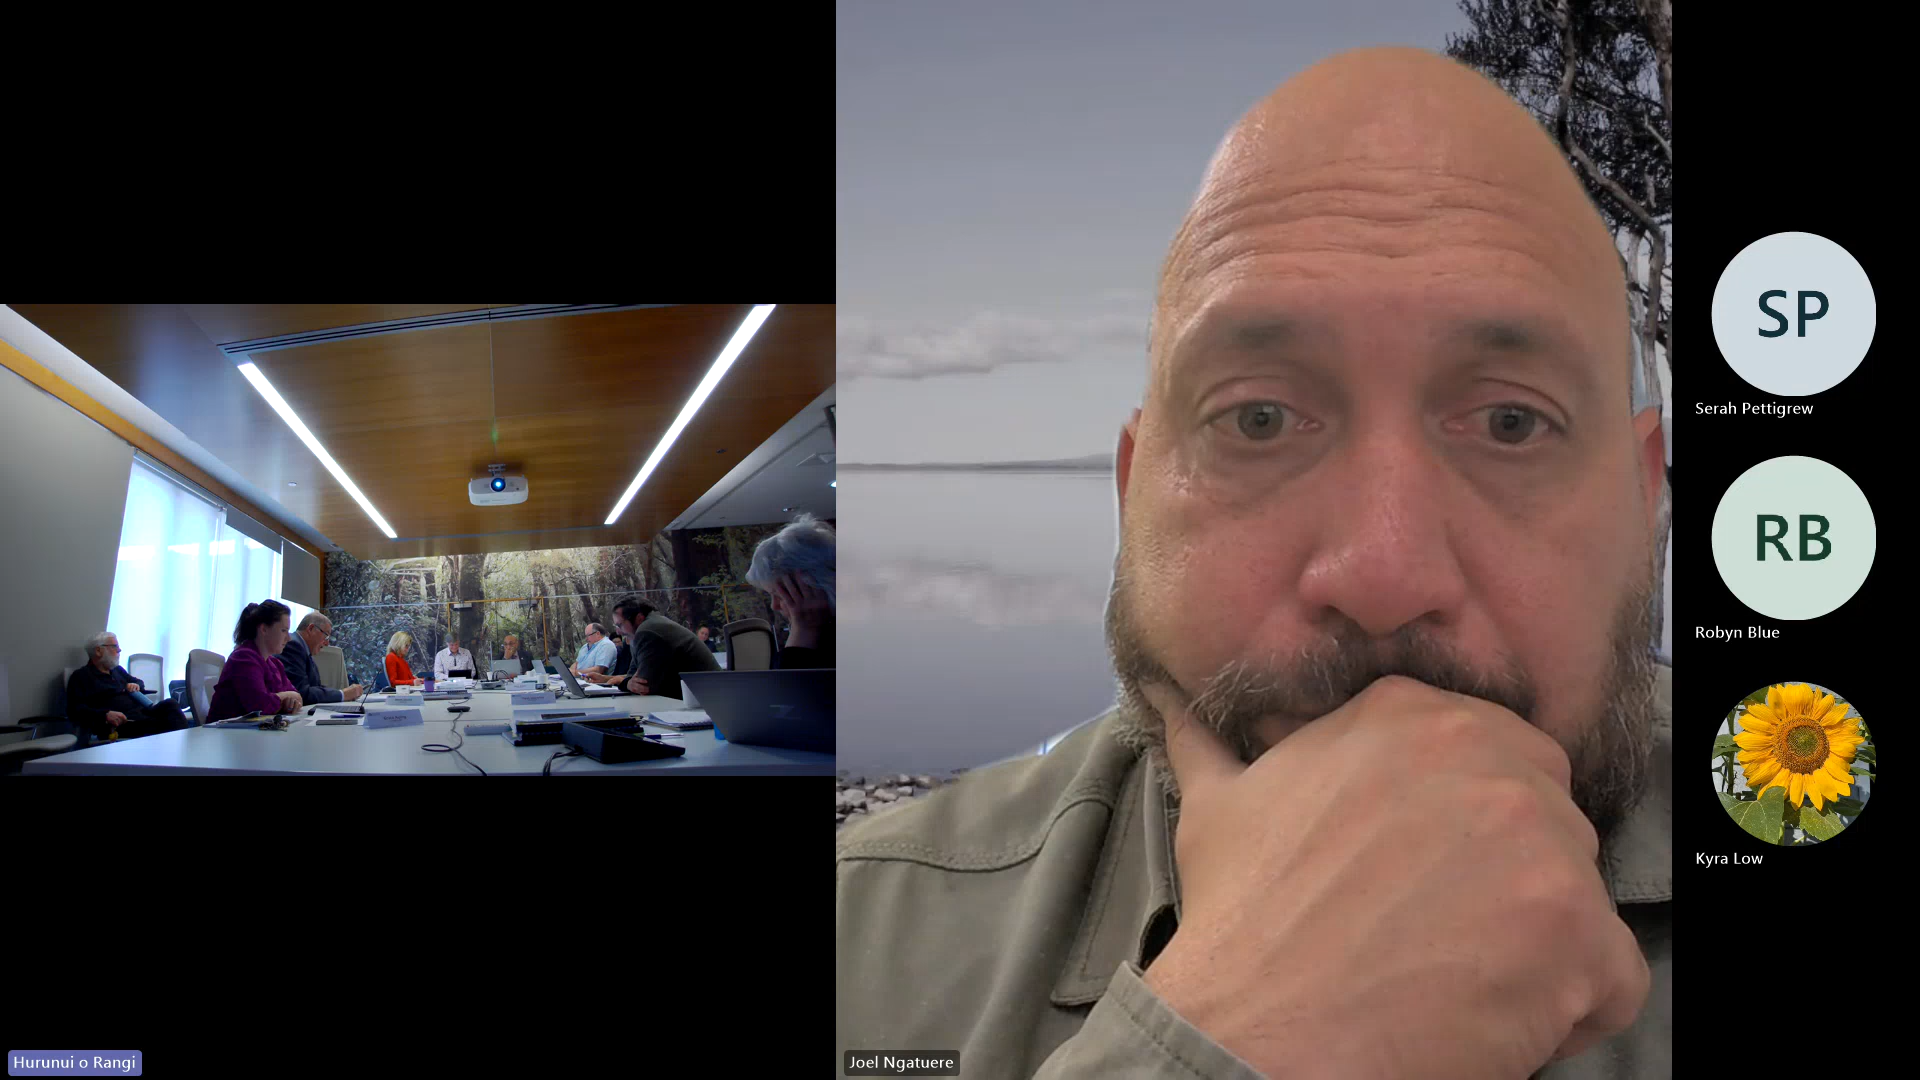 Hurunui o Rangi
Joel Ngatuere
SP
Serah Pettigrew
RB
Robyn Blue
Kyra Low